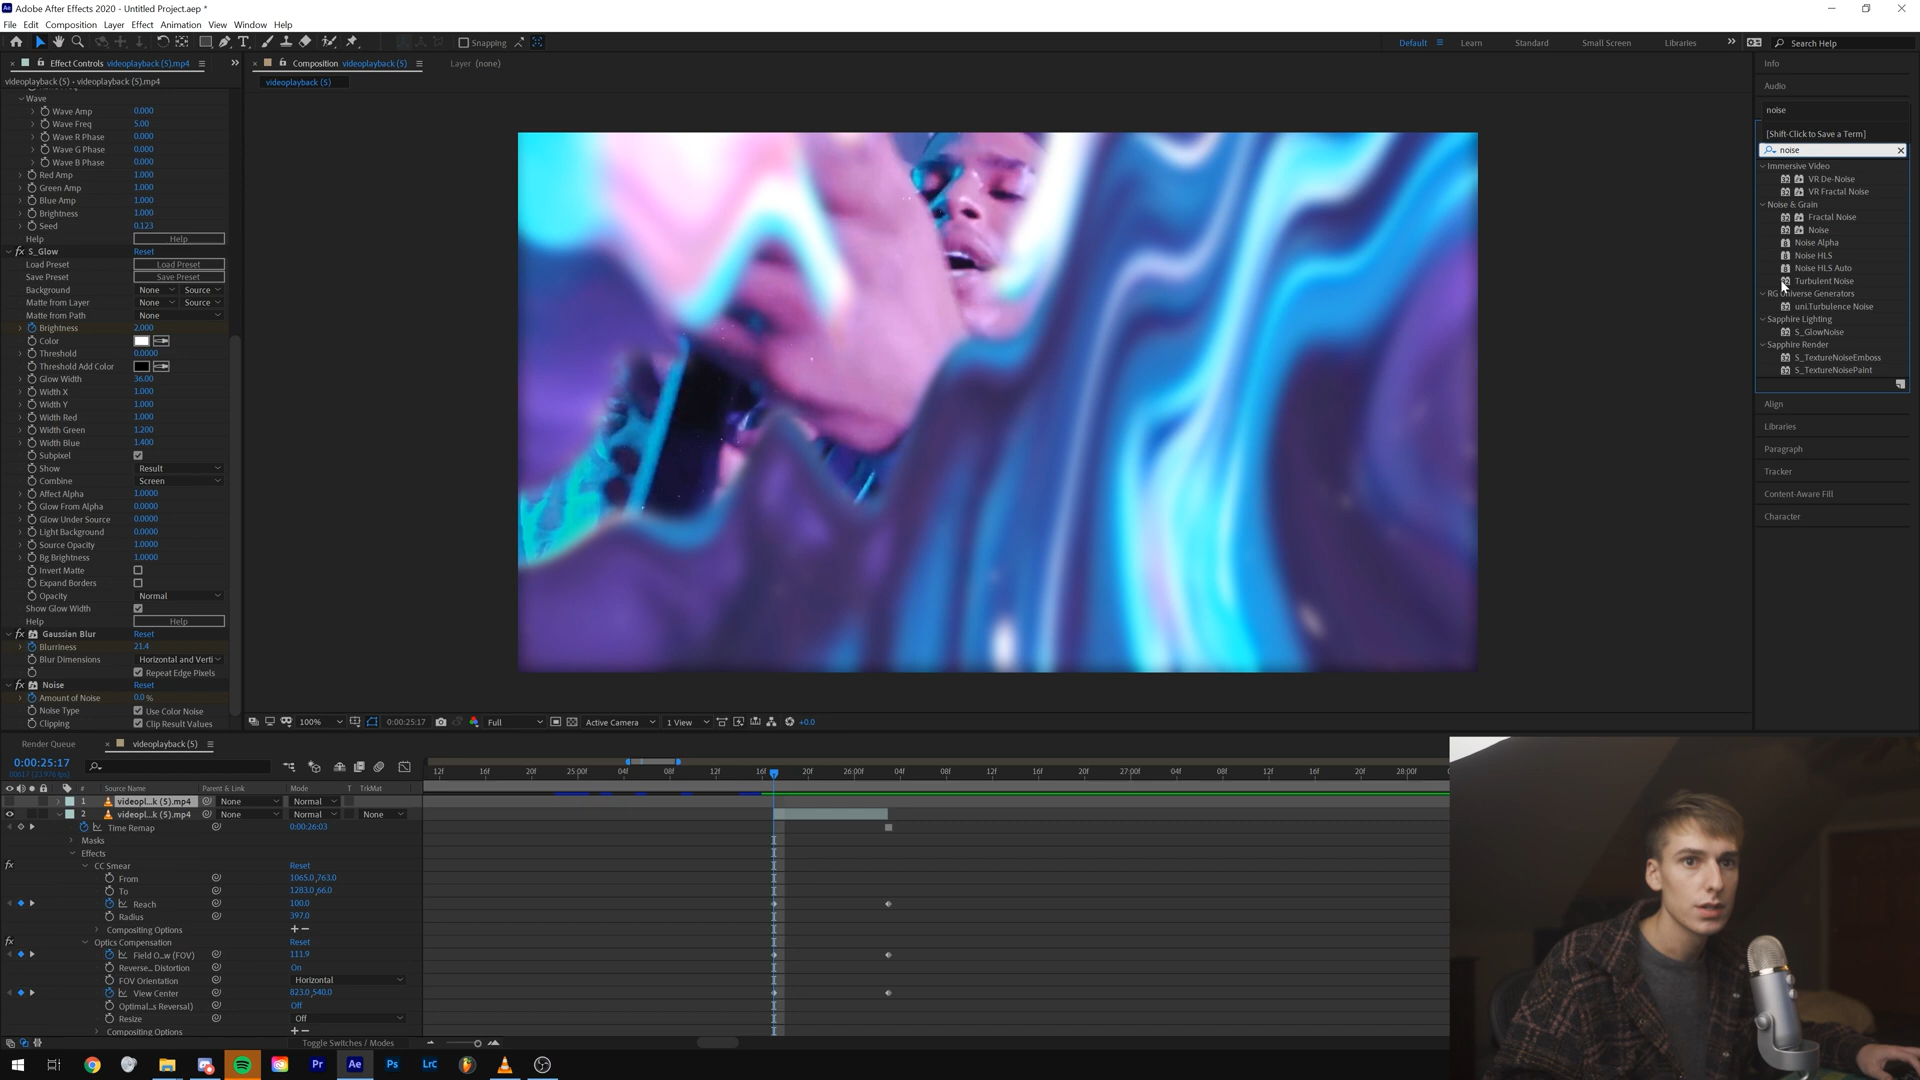 Adobe After Effects 2020 - Untitled Project.aep *
File Edit Composition Layer Effect Animation View Window Help
Snapping
Default Learn Standard Small Screen Libraries Search Help
Effect Controls videoplayback (5).mp4
Composition videoplayback (5)
Layer (none)
videoplayback (5) • videoplayback (5).mp4
videoplayback (5)
Wave
Wave Amp 0.000
Wave Freq 5.00
Wave R Phase 0.000
Wave G Phase 0.000
Wave B Phase 0.000
Red Amp 1.000
Green Amp 1.000
Blue Amp 1.000
Brightness 1.000
Seed 0.123
Help Help
fx S_Glow Reset
Load Preset Load Preset
Save Preset Save Preset
Background None Source
Matte from Layer None Source
Matte from Path None
Brightness 2.000
Color
Threshold 0.0000
Threshold Add Color
Glow Width 36.00
Width X 1.000
Width Y 1.000
Width Red 1.000
Width Green 1.200
Width Blue 1.400
Subpixel
Show Result
Combine Screen
Affect Alpha 1.0000
Glow From Alpha 0.0000
Glow Under Source 0.0000
Light Background 0.0000
Source Opacity 1.0000
Bg Brightness 1.0000
Invert Matte
Expand Borders
Opacity Normal
Show Glow Width
Help Help
fx Gaussian Blur Reset
Blurriness 21.4
Blur Dimensions Horizontal and Verti
Repeat Edge Pixels
fx Noise Reset
Amount of Noise 0.0 %
Noise Type Use Color Noise
Clipping Clip Result Values
100% 0:00:25:17 Full Active Camera 1 View +0.0
Info
Audio
noise
[Shift-Click to Save a Term]
noise
Immersive Video
VR De-Noise
VR Fractal Noise
Noise & Grain
Fractal Noise
Noise
Noise Alpha
Noise HLS
Noise HLS Auto
Turbulent Noise
RG Universe Generators
uni.Turbulence Noise
Sapphire Lighting
S_GlowNoise
Sapphire Render
S_TextureNoiseEmboss
S_TextureNoisePaint
Align
Libraries
Paragraph
Tracker
Content-Aware Fill
Character
Render Queue videoplayback (5)
0:00:25:17
00617 (23.976 fps)
12f 16f 20f 25:00f 04f 08f 12f 16f 20f 26:00f 04f 08f 12f 16f 20f 27:00f 04f 08f 12f 16f 20f 28:00f
# Source Name Parent & Link Mode T TrkMat
1 videopl...k (5).mp4 None Normal
2 videopl...k (5).mp4 None Normal None
Time Remap 0:00:26:03
Masks
Effects
fx CC Smear Reset
From 1065.0,763.0
To 1283.0,66.0
Reach 100.0
Radius 397.0
Compositing Options + −
fx Optics Compensation Reset
Field O...w (FOV) 111.9
Reverse... Distortion On
FOV Orientation Horizontal
View Center 823.0,540.0
Optimal...s Reversal) Off
Resize Off
Compositing Options + −
Toggle Switches / Modes
Pr Ae Ps LrC